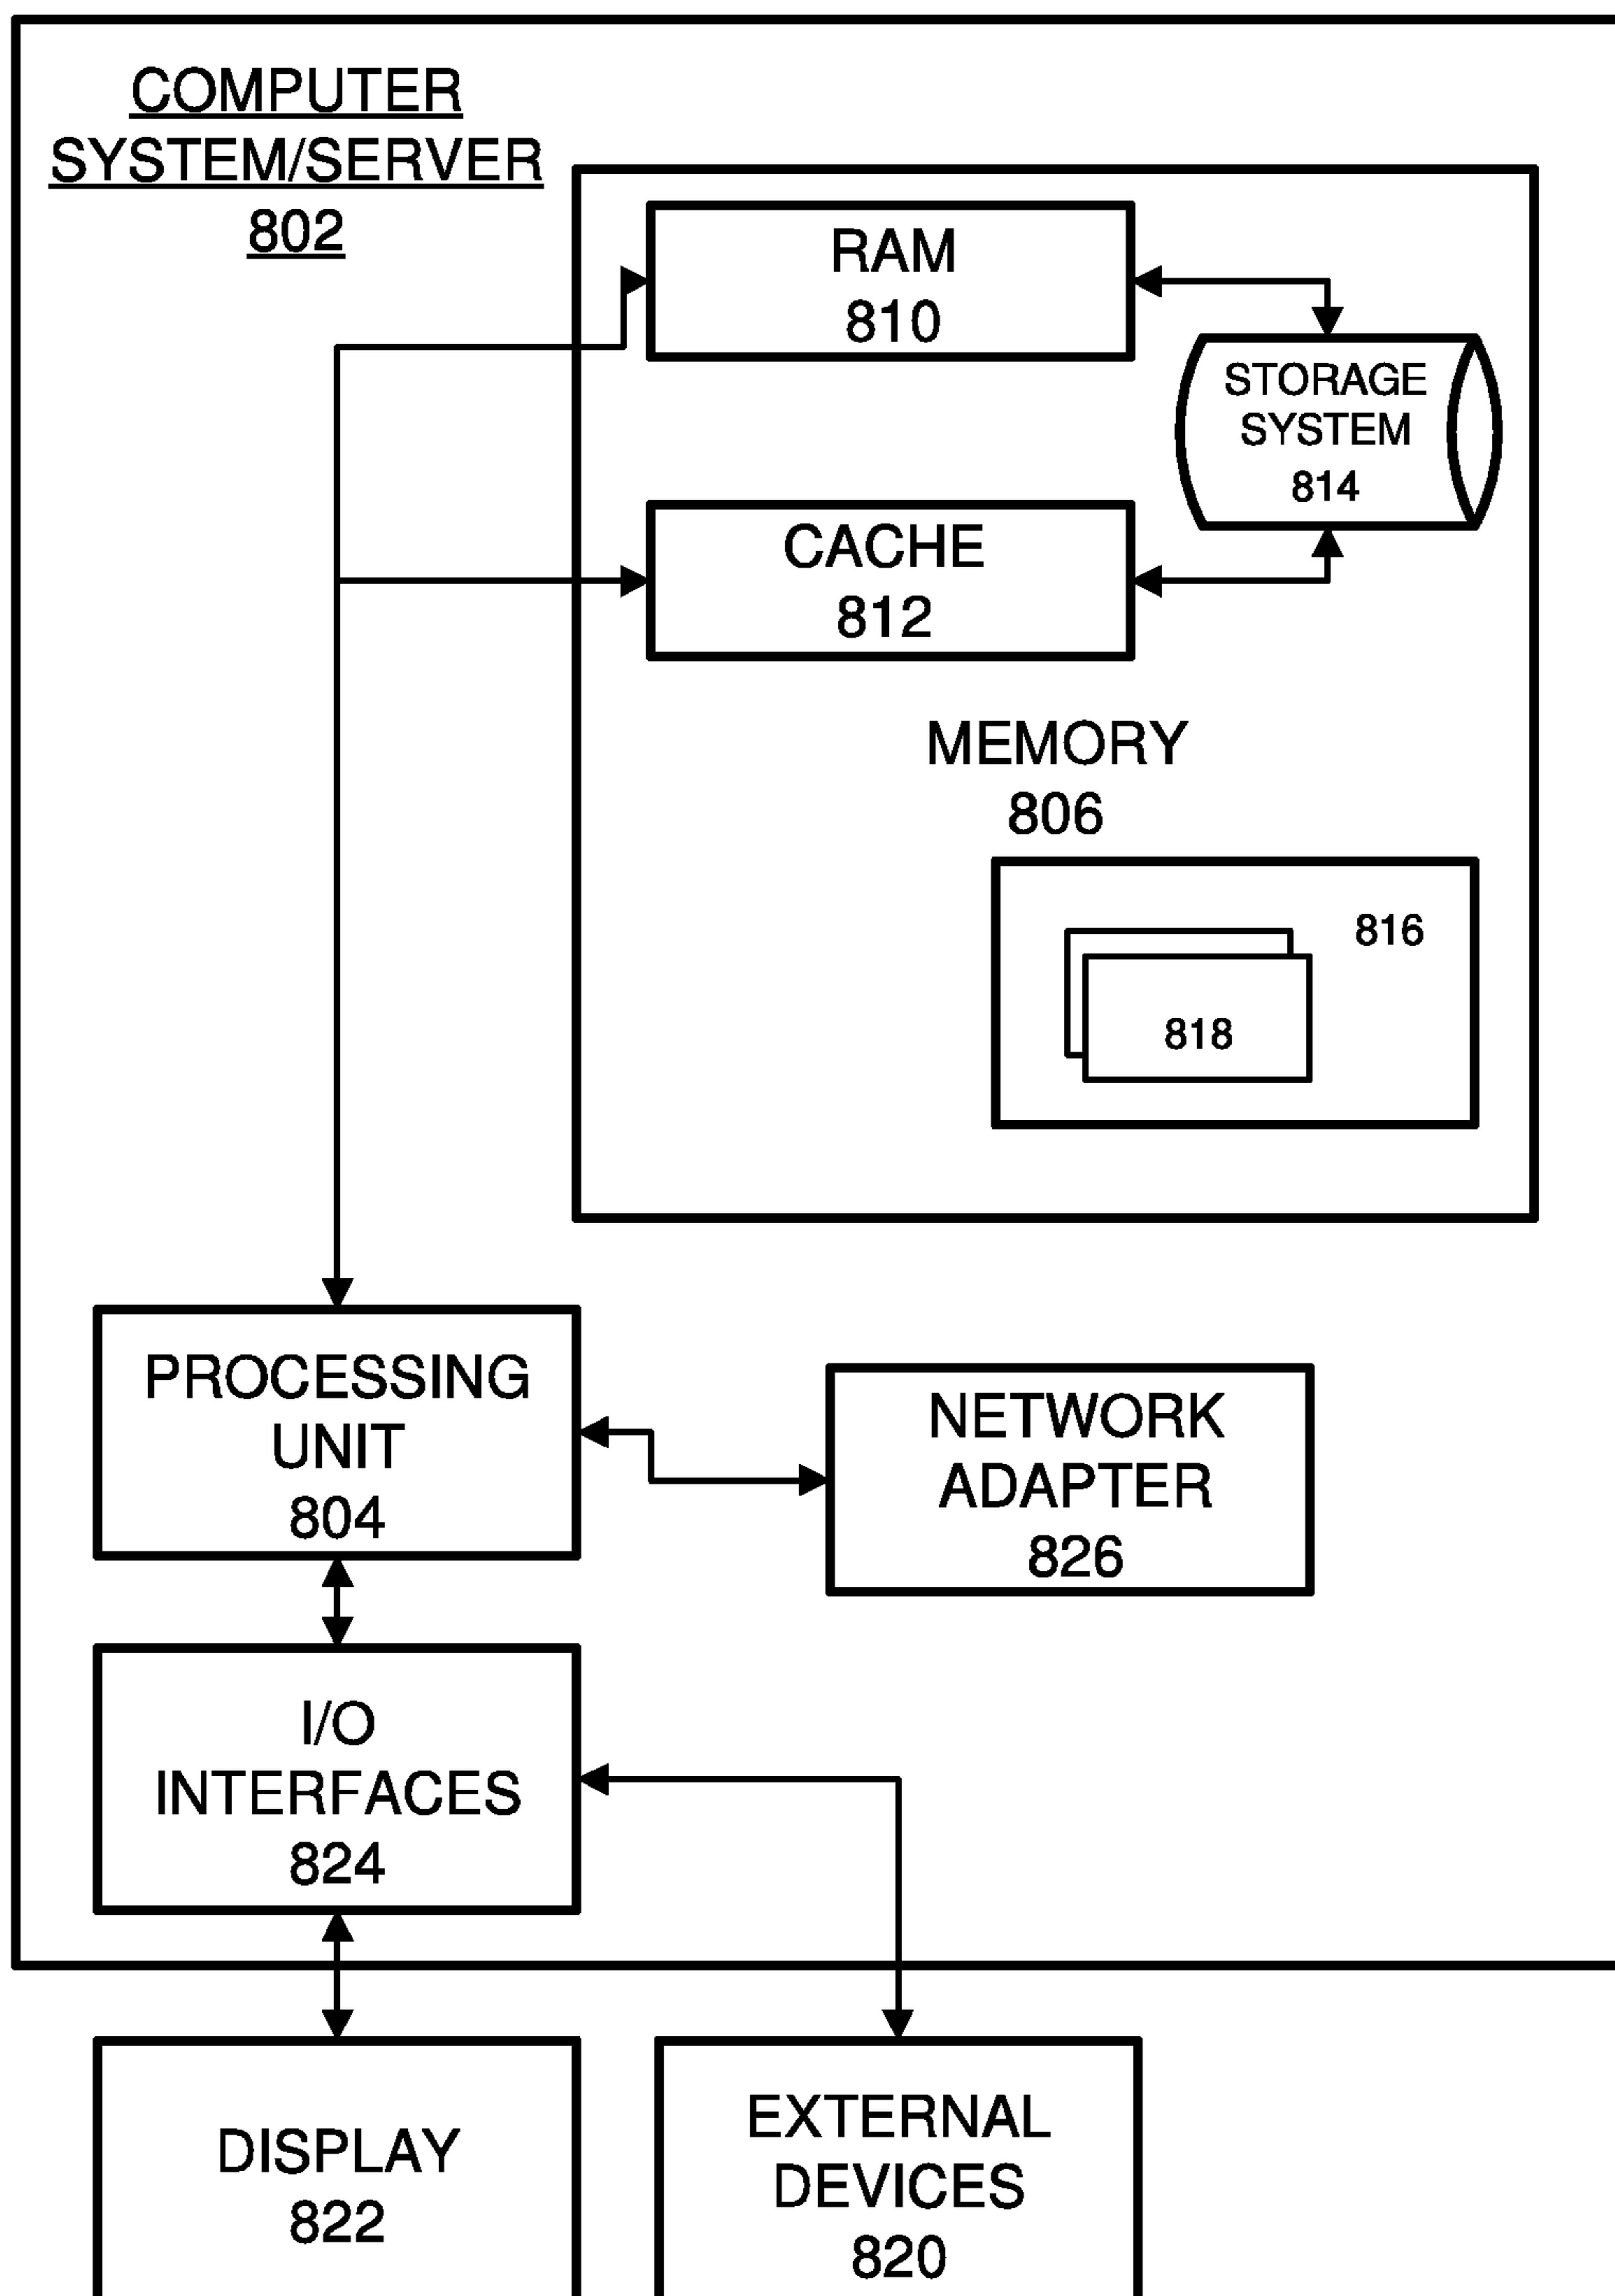 COMPUTER
SYSTEM/SERVER
802
RAM
810
STORAGE
SYSTEM
814
CACHE
812
MEMORY
806
816
818
PROCESSING
UNIT
804
NETWORK
ADAPTER
826
I/O
INTERFACES
824
DISPLAY
822
EXTERNAL
DEVICES
820